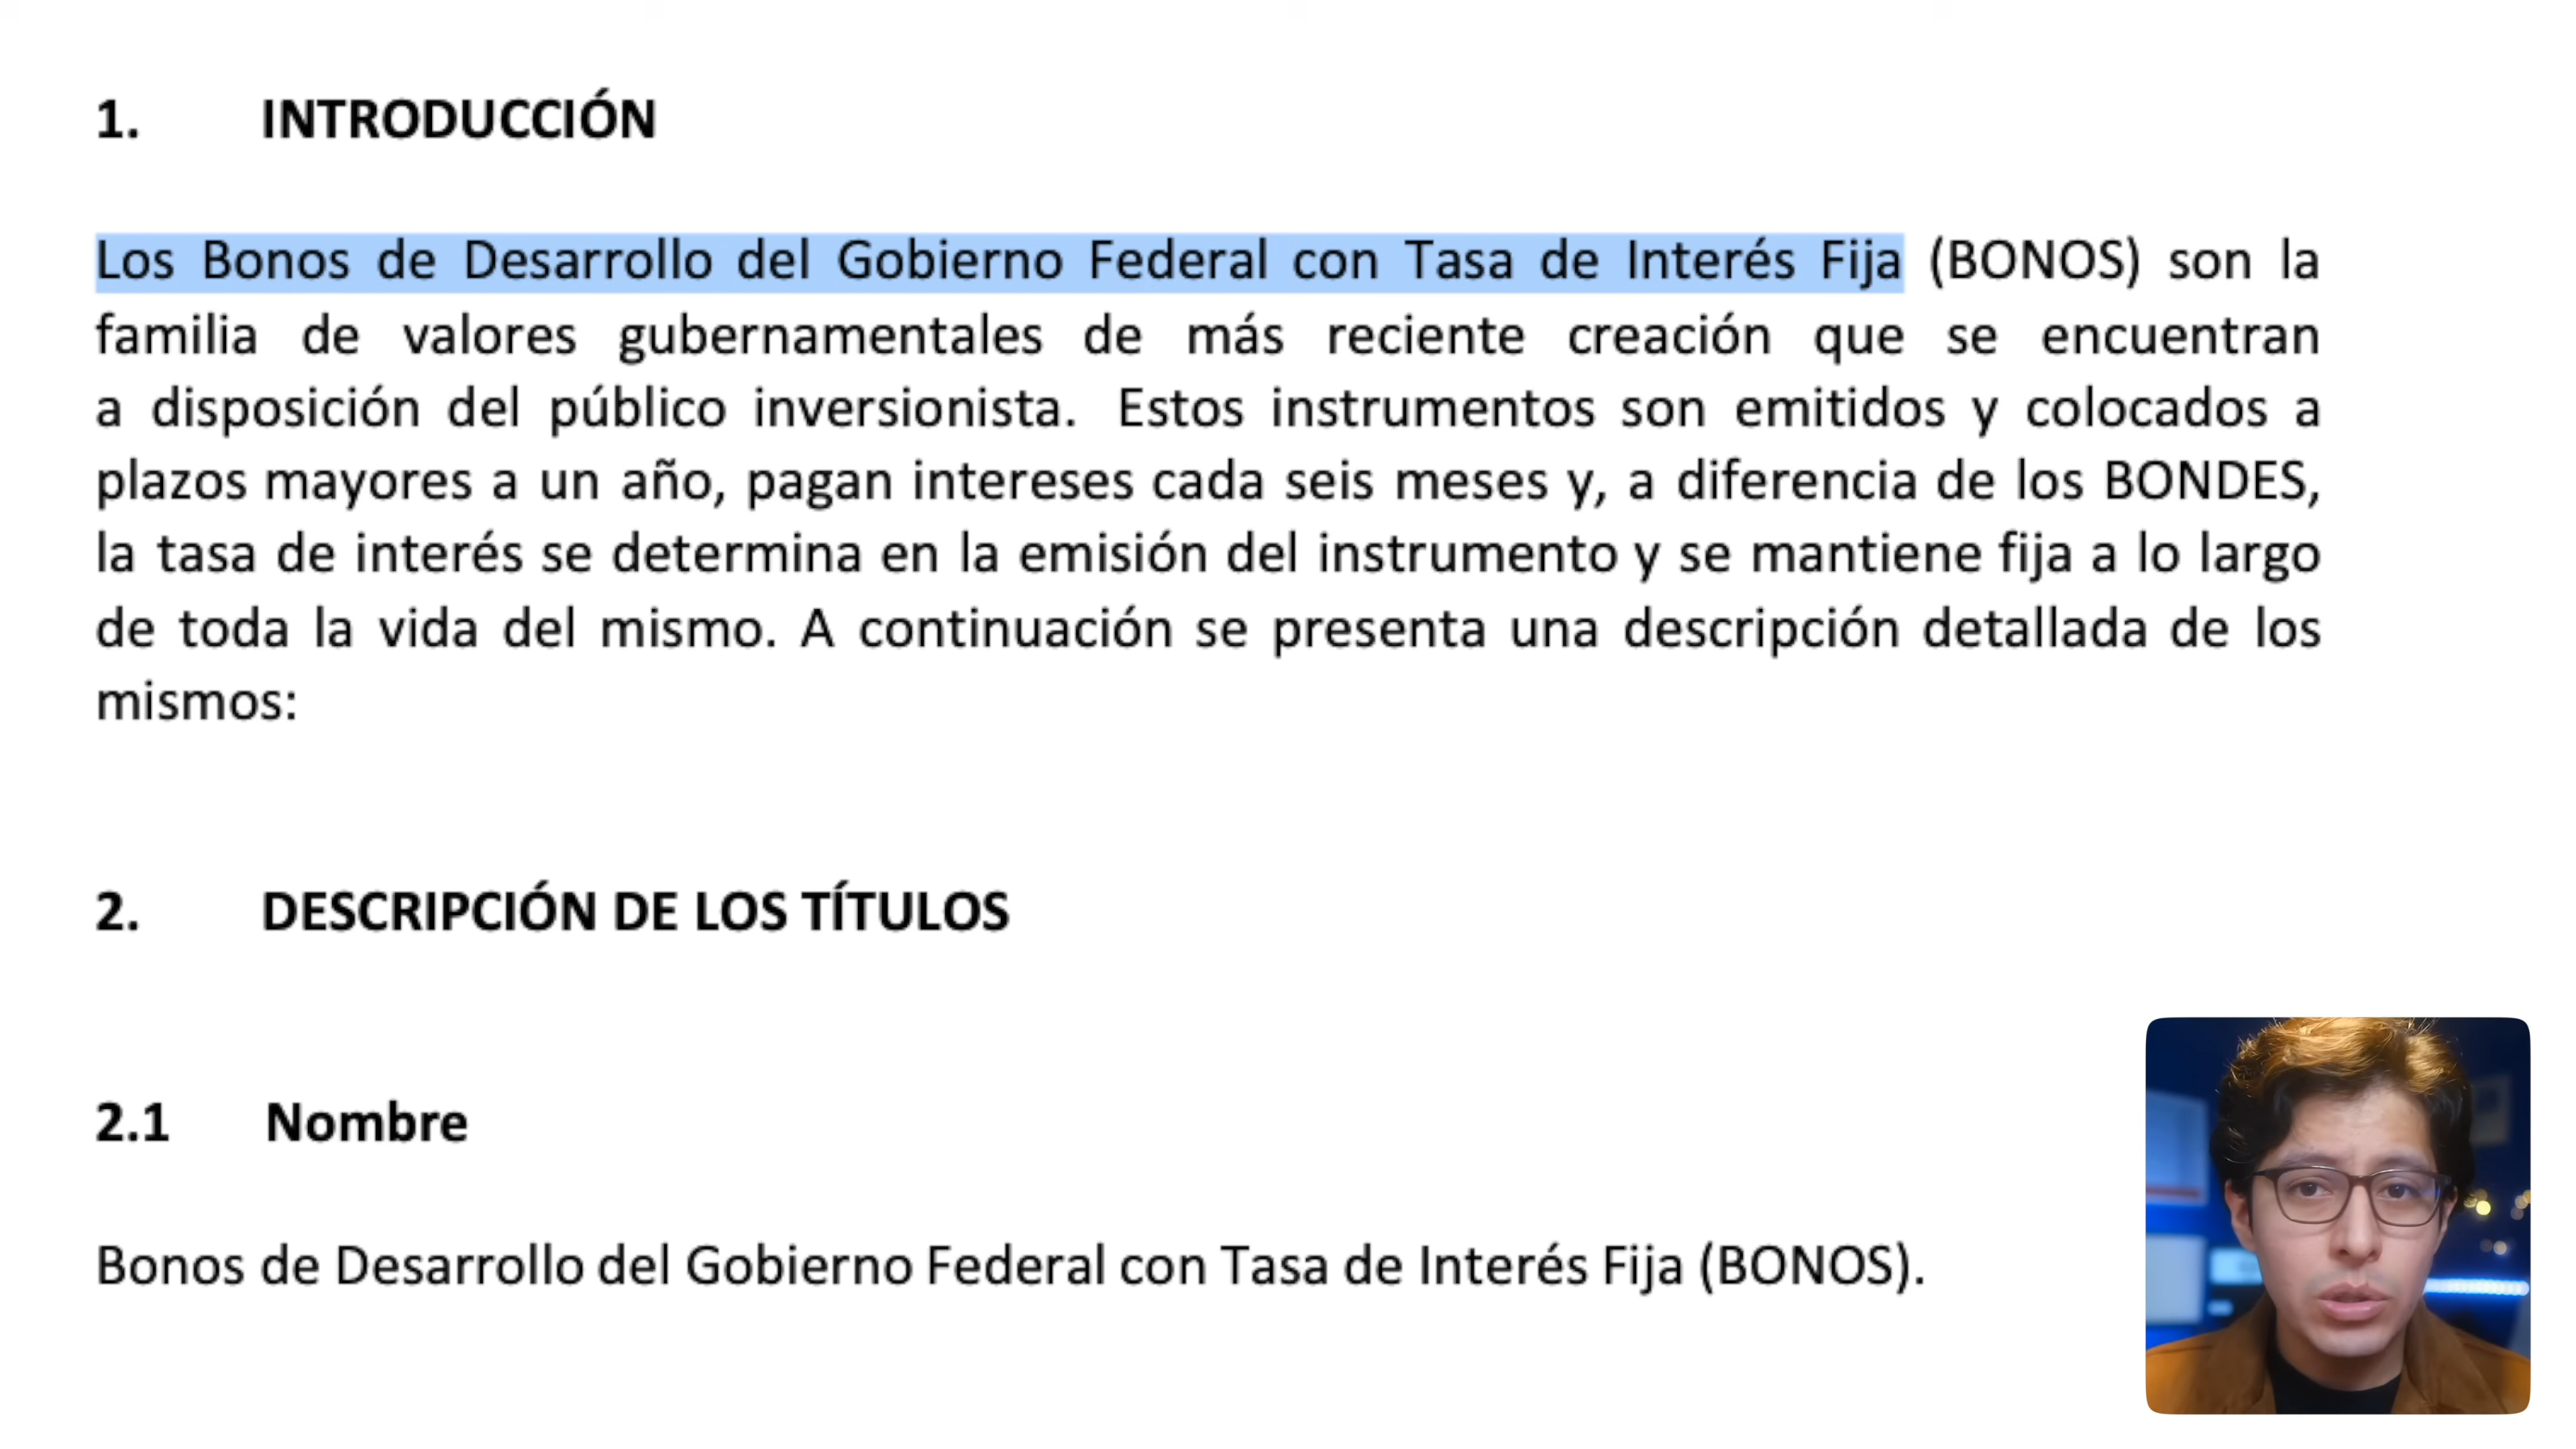 1. INTRODUCCIÓN
Los Bonos de Desarrollo del Gobierno Federal con Tasa de Interés Fija (BONOS) son la
familia de valores gubernamentales de más reciente creación que se encuentran
a disposición del público inversionista. Estos instrumentos son emitidos y colocados a
plazos mayores a un año, pagan intereses cada seis meses y, a diferencia de los BONDES,
la tasa de interés se determina en la emisión del instrumento y se mantiene fija a lo largo
de toda la vida del mismo. A continuación se presenta una descripción detallada de los
mismos:
2. DESCRIPCIÓN DE LOS TÍTULOS
2.1 Nombre
Bonos de Desarrollo del Gobierno Federal con Tasa de Interés Fija (BONOS).